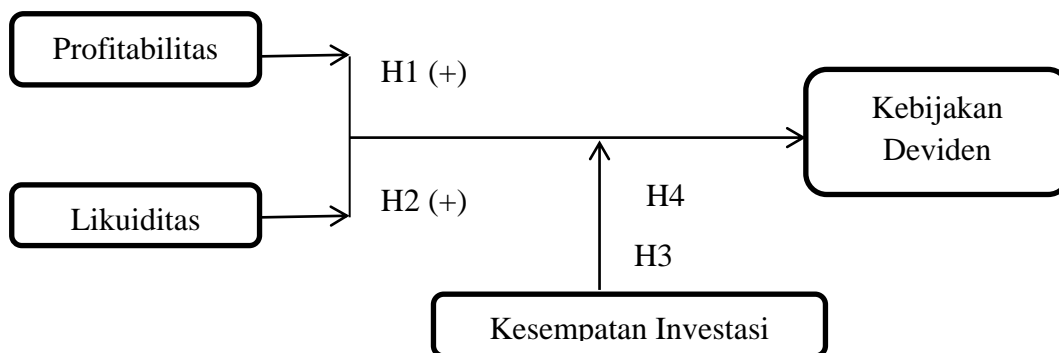 Profitabilitas
H1 (+)
Kebijakan
Deviden
H2 (+)
Likuiditas
H4
H3
Kesempatan Investasi